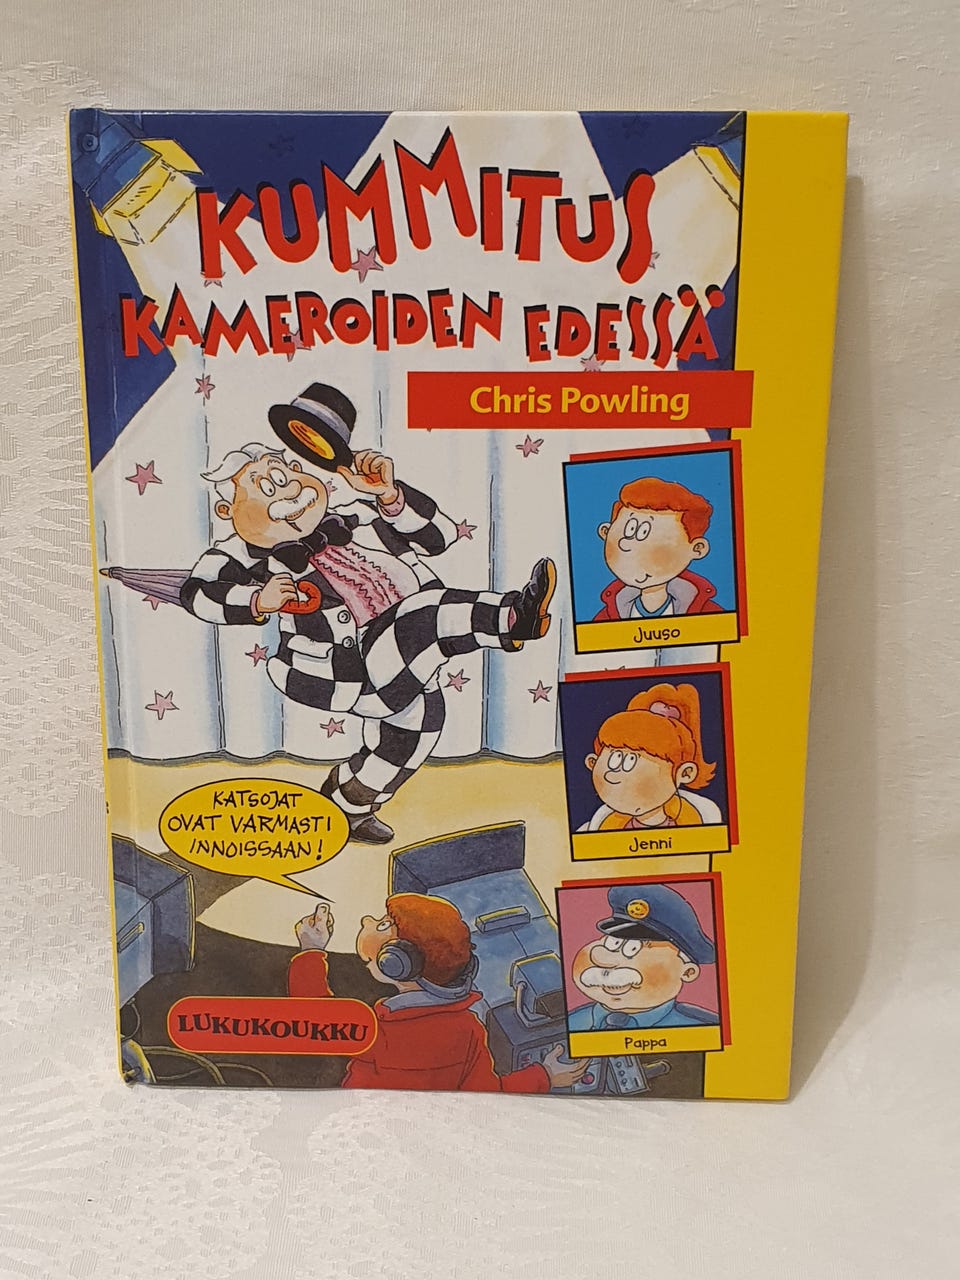 KUMMITUS
KAMEROIDEN EDESSÄ
Chris Powling
Juuso
Jenni
KATSOJAT
OVAT VARMASTI
INNOISSAAN!
Pappa
LUKUKOUKKU